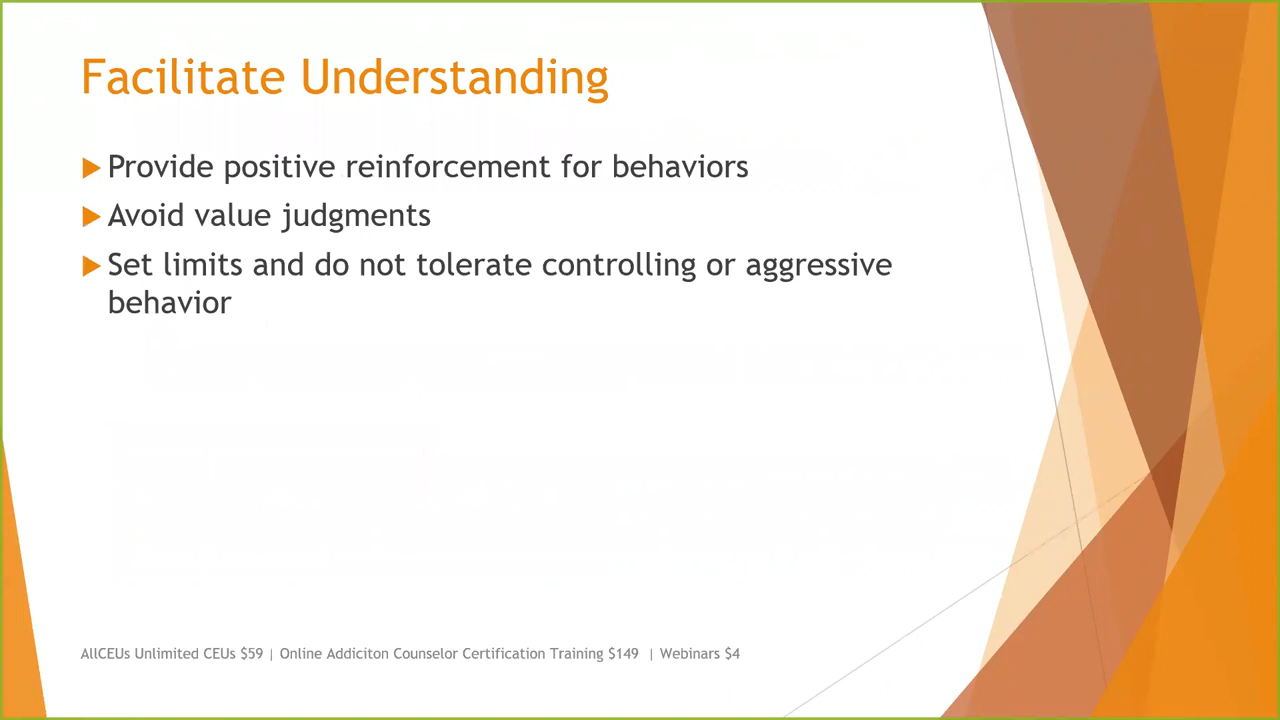 Facilitate Understanding
Provide positive reinforcement for behaviors
Avoid value judgments
Set limits and do not tolerate controlling or aggressive
behavior
AllCEUs Unlimited CEUs $59 | Online Addiciton Counselor Certification Training $149 | Webinars $4